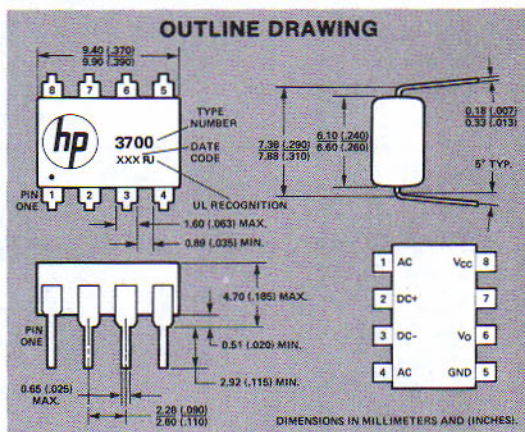 OUTLINE DRAWING
9.40 (.370)
9.90 (.390)
8 7 6 5
hp
3700
XXX RU
TYPE
NUMBER
DATE
CODE
UL RECOGNITION
PIN
ONE
1 2 3 4
1.60 (.063) MAX.
0.89 (.035) MIN.
7.36 (.290)
7.88 (.310)
6.10 (.240)
6.60 (.260)
0.18 (.007)
0.33 (.013)
5° TYP.
PIN
ONE
4.70 (.185) MAX.
0.51 (.020) MIN.
2.92 (.115) MIN.
0.65 (.025)
MAX.
2.28 (.090)
2.80 (.110)
1 AC VCC 8
2 DC+ 7
3 DC- VO 6
4 AC GND 5
DIMENSIONS IN MILLIMETERS AND (INCHES).